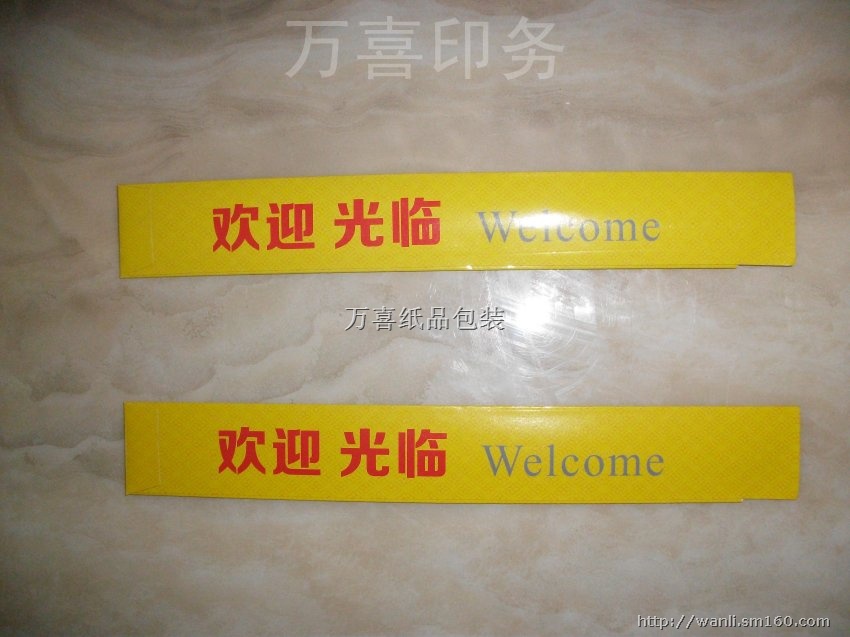 万喜印务
欢迎 光临 Welcome
万喜纸品包装
欢迎 光临 Welcome
http://wanli.sm160.com/